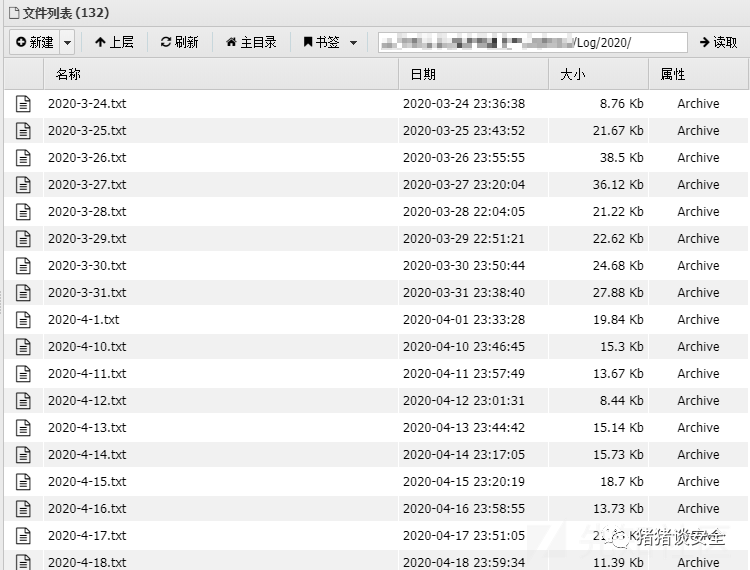 文件列表 (132)
新建 上层 刷新 主目录 书签 /Log/2020/ 读取
名称 日期 大小 属性
2020-3-24.txt 2020-03-24 23:36:38 8.76 Kb Archive
2020-3-25.txt 2020-03-25 23:43:52 21.67 Kb Archive
2020-3-26.txt 2020-03-26 23:55:55 38.5 Kb Archive
2020-3-27.txt 2020-03-27 23:20:04 36.12 Kb Archive
2020-3-28.txt 2020-03-28 22:04:05 21.22 Kb Archive
2020-3-29.txt 2020-03-29 22:51:21 22.62 Kb Archive
2020-3-30.txt 2020-03-30 23:50:44 24.68 Kb Archive
2020-3-31.txt 2020-03-31 23:38:40 27.88 Kb Archive
2020-4-1.txt 2020-04-01 23:33:28 19.84 Kb Archive
2020-4-10.txt 2020-04-10 23:46:45 15.3 Kb Archive
2020-4-11.txt 2020-04-11 23:57:49 13.67 Kb Archive
2020-4-12.txt 2020-04-12 23:01:31 8.44 Kb Archive
2020-4-13.txt 2020-04-13 23:44:42 15.14 Kb Archive
2020-4-14.txt 2020-04-14 23:17:05 15.73 Kb Archive
2020-4-15.txt 2020-04-15 23:20:19 18.7 Kb Archive
2020-4-16.txt 2020-04-16 23:58:55 13.73 Kb Archive
2020-4-17.txt 2020-04-17 23:51:05
猪猪谈安全
2020-4-18.txt 2020-04-18 23:59:34 11.39 Kb Archive